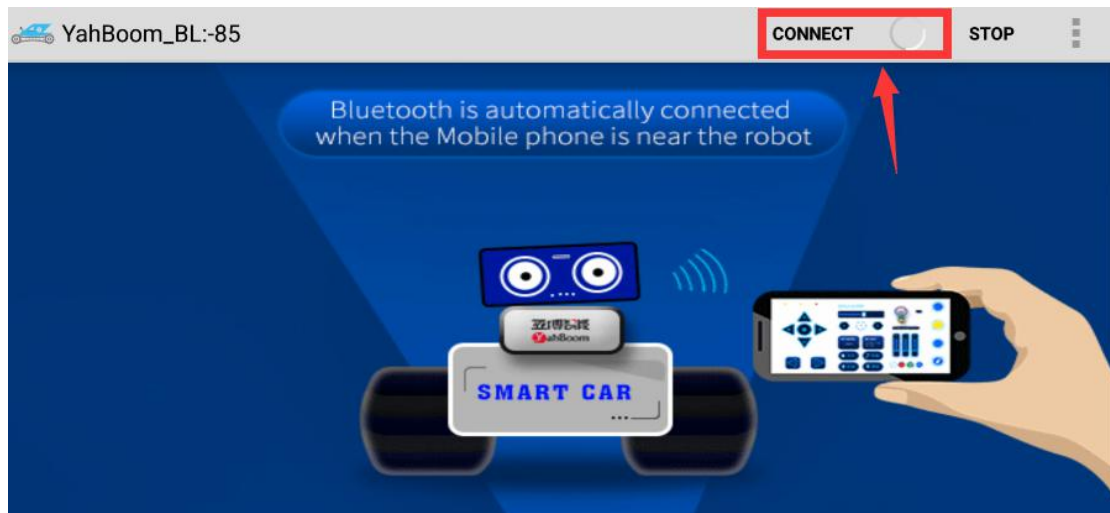 YahBoom_BL:-85
CONNECT
STOP
Bluetooth is automatically connected
when the Mobile phone is near the robot
YahBoom
SMART CAR